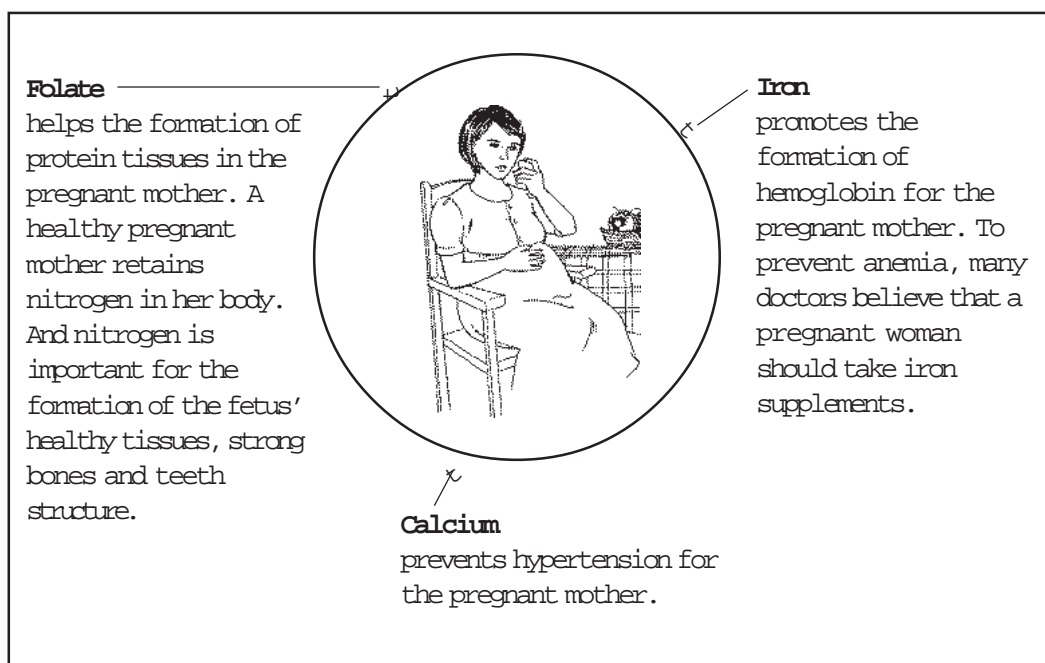 Folate
helps the formation of
protein tissues in the
pregnant mother. A
healthy pregnant
mother retains
nitrogen in her body.
And nitrogen is
important for the
formation of the fetus'
healthy tissues, strong
bones and teeth
structure.
Iron
promotes the
formation of
hemoglobin for the
pregnant mother. To
prevent anemia, many
doctors believe that a
pregnant woman
should take iron
supplements.
Calcium
prevents hypertension for
the pregnant mother.